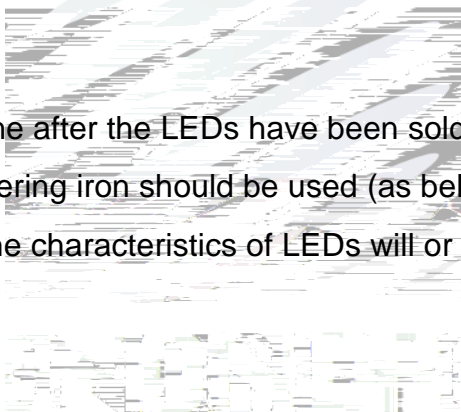 ne after the LEDs have been sold
ering iron should be used (as bel
e characteristics of LEDs will or